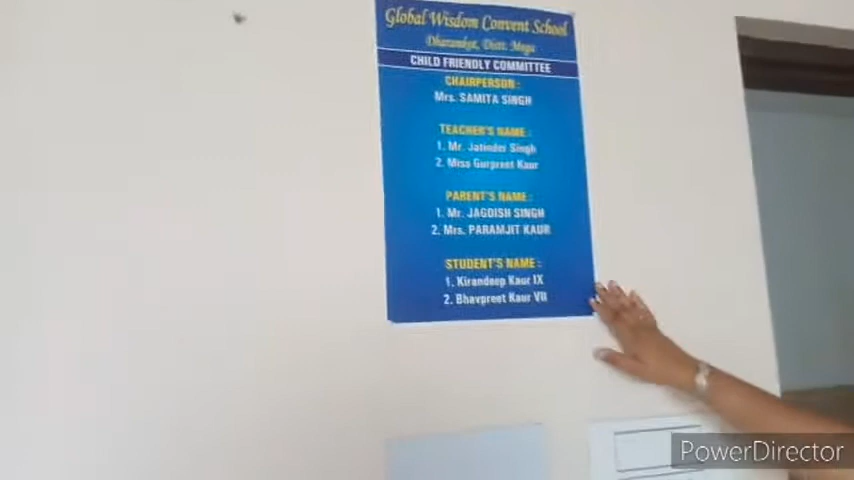 Global Wisdom Convent School
Distt. Moga
CHILD FRIENDLY COMMITTEE
CHAIRPERSON :
Mrs. SAMITA SINGH
TEACHER'S NAME :
1. Mr. Jatinder Singh
2. Miss Gurpreet Kaur
PARENT'S NAME :
1. Mr. JAGDISH SINGH
2. Mrs. PARAMJIT KAUR
STUDENT'S NAME :
1. Kirandeep Kaur IX
2. Bhavpreet Kaur VII
PowerDirector